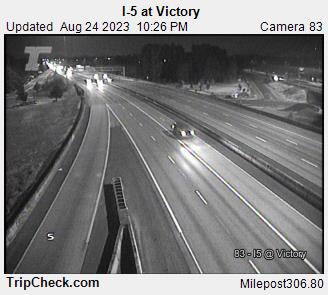 I-5 at Victory
Updated Aug 24 2023 10:26 PM Camera 83
S
83 - I5 @ Victory
TripCheck.com Milepost306.80